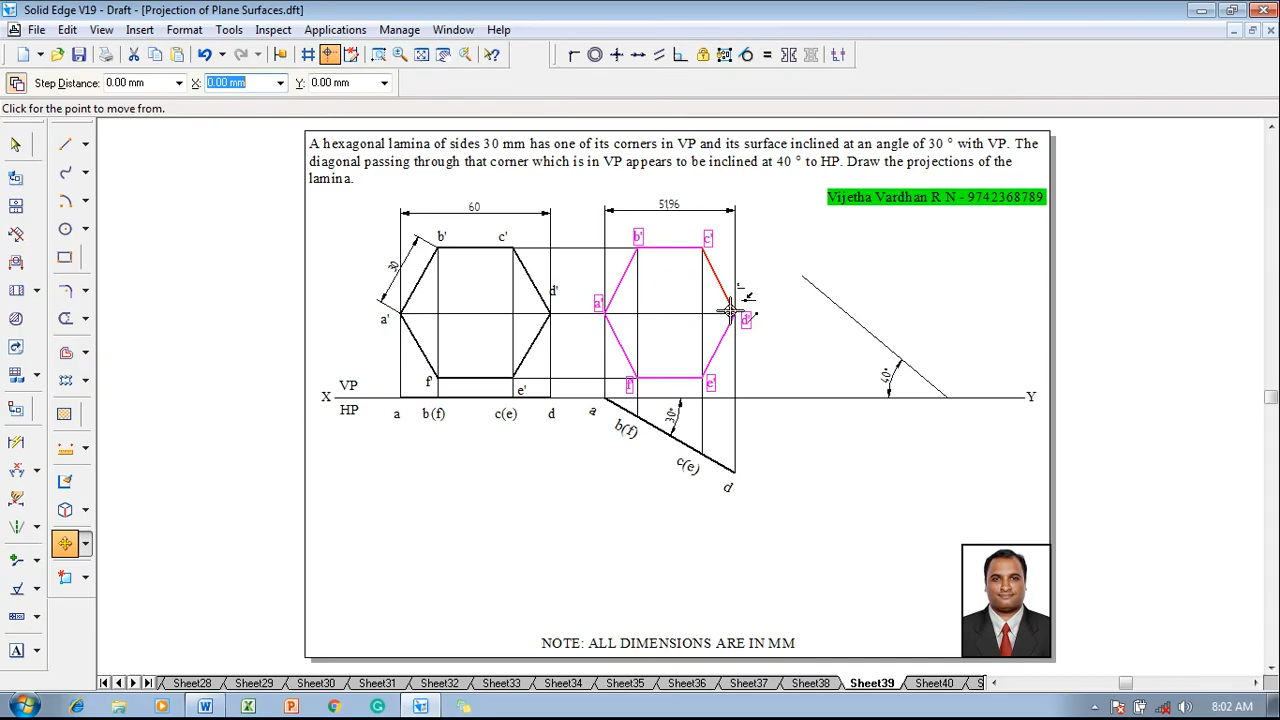 Solid Edge V19 - Draft - [Projection of Plane Surfaces.dft]
File Edit View Insert Format Tools Inspect Applications Manage Window Help
Step Distance: 0.00 mm X: 0.00 mm Y: 0.00 mm
Click for the point to move from.
A hexagonal lamina of sides 30 mm has one of its corners in VP and its surface inclined at an angle of 30 ° with VP. The
diagonal passing through that corner which is in VP appears to be inclined at 40 ° to HP. Draw the projections of the
lamina.
Vijetha Vardhan R N - 9742368789
60 51,96
b' c' b' c'
30
d' a'
a' d'
40°
f' e' f' e'
VP
X Y
HP
a b(f) c(e) d a 30°
b(f)
c(e)
d
NOTE: ALL DIMENSIONS ARE IN MM
Sheet28 Sheet29 Sheet30 Sheet31 Sheet32 Sheet33 Sheet34 Sheet35 Sheet36 Sheet37 Sheet38 Sheet39 Sheet40 S
8:02 AM